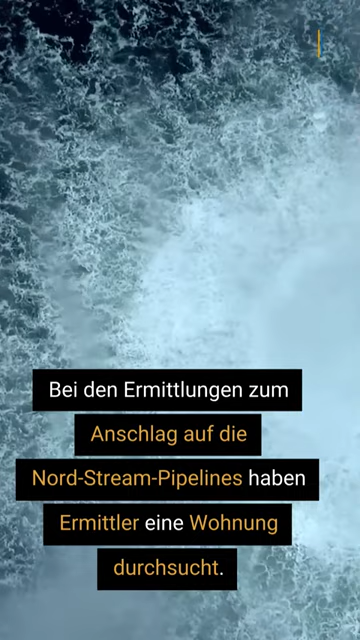 Bei den Ermittlungen zum
Anschlag auf die
Nord-Stream-Pipelines haben
Ermittler eine Wohnung
durchsucht.